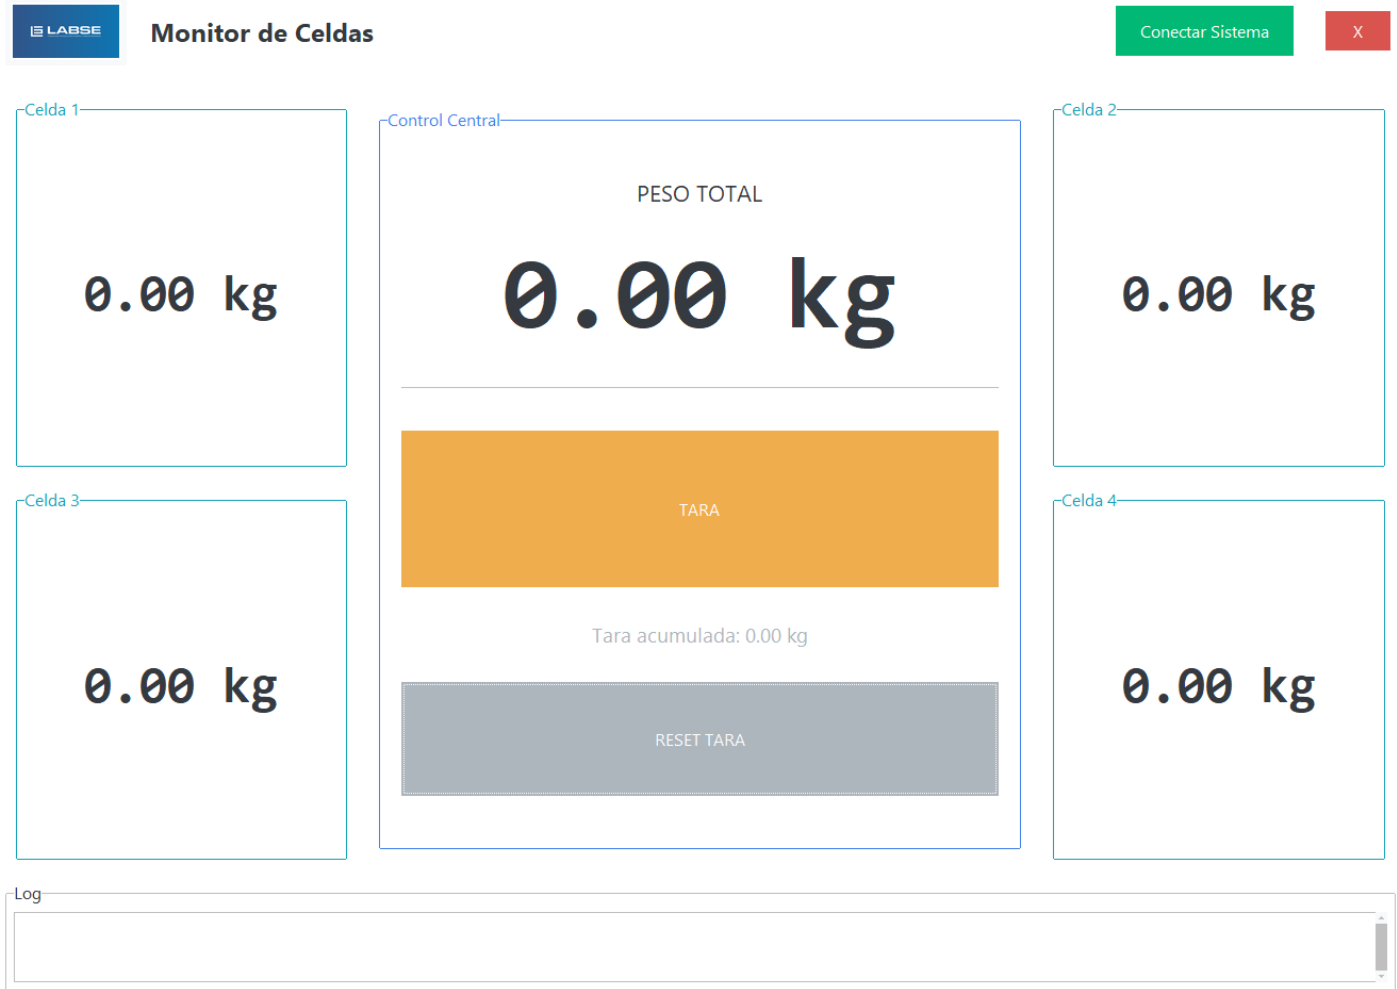 LABSE
Monitor de Celdas
Conectar Sistema
X
Celda 1
0.00 kg
Control Central
PESO TOTAL
0.00 kg
TARA
Tara acumulada: 0.00 kg
RESET TARA
Celda 2
0.00 kg
Celda 3
0.00 kg
Celda 4
0.00 kg
Log